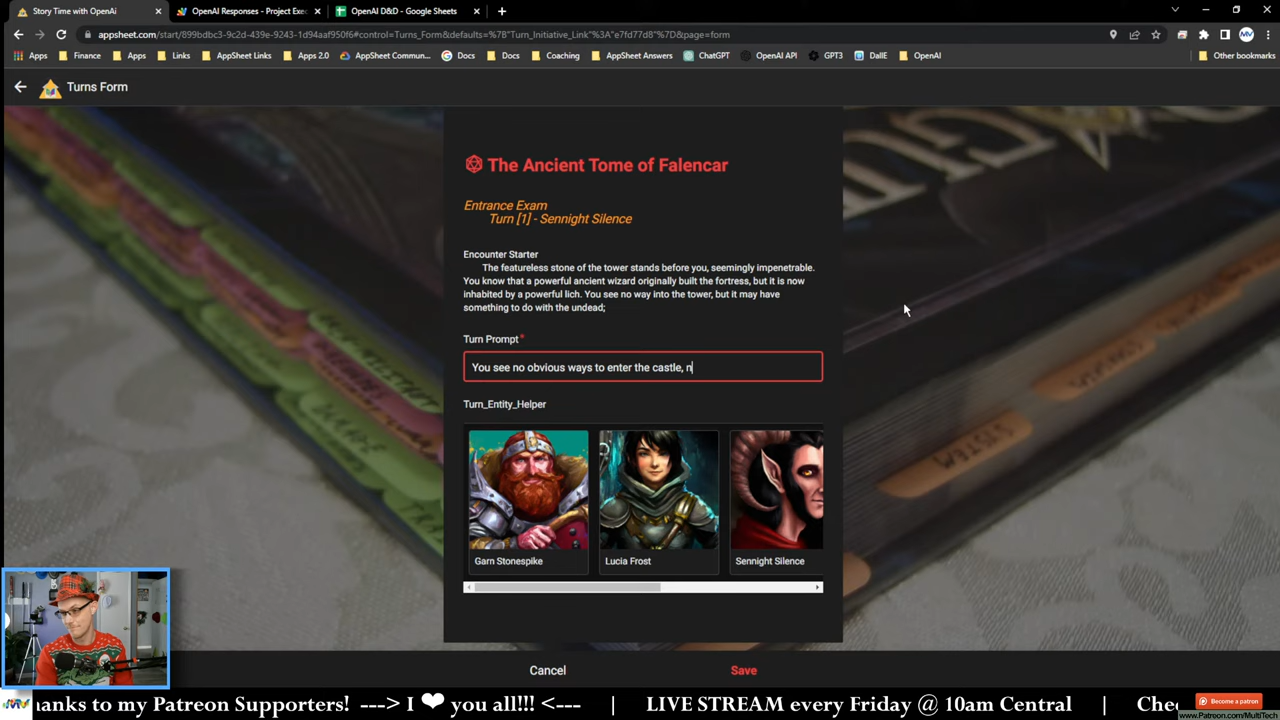 Story Time with OpenAI
OpenAI Responses - Project Exec
OpenAI D&D - Google Sheets
appsheet.com/start/899bdbc3-9c2d-439e-9243-1d94aaf950f6#control=Turns_Form&defaults=%7B"Turn_Initiative_Link"%3A"e7fd77d8"%7D&page=form
Apps Finance Apps Links AppSheet Links Apps 2.0 AppSheet Commun... Docs Docs Coaching AppSheet Answers ChatGPT OpenAI API GPT3 DallE OpenAI Other bookmarks
Turns Form
The Ancient Tome of Falencar
Entrance Exam
Turn [1] - Sennight Silence
Encounter Starter
The featureless stone of the tower stands before you, seemingly impenetrable.
You know that a powerful ancient wizard originally built the fortress, but it is now
inhabited by a powerful lich. You see no way into the tower, but it may have
something to do with the undead;
Turn Prompt*
You see no obvious ways to enter the castle, n
Turn_Entity_Helper
Garn Stonespike
Lucia Frost
Sennight Silence
Cancel
Save
hanks to my Patreon Supporters! ---> I ❤ you all!!! <--- | LIVE STREAM every Friday @ 10am Central | Che
Become a patron
www.Patreon.com/MultiTech